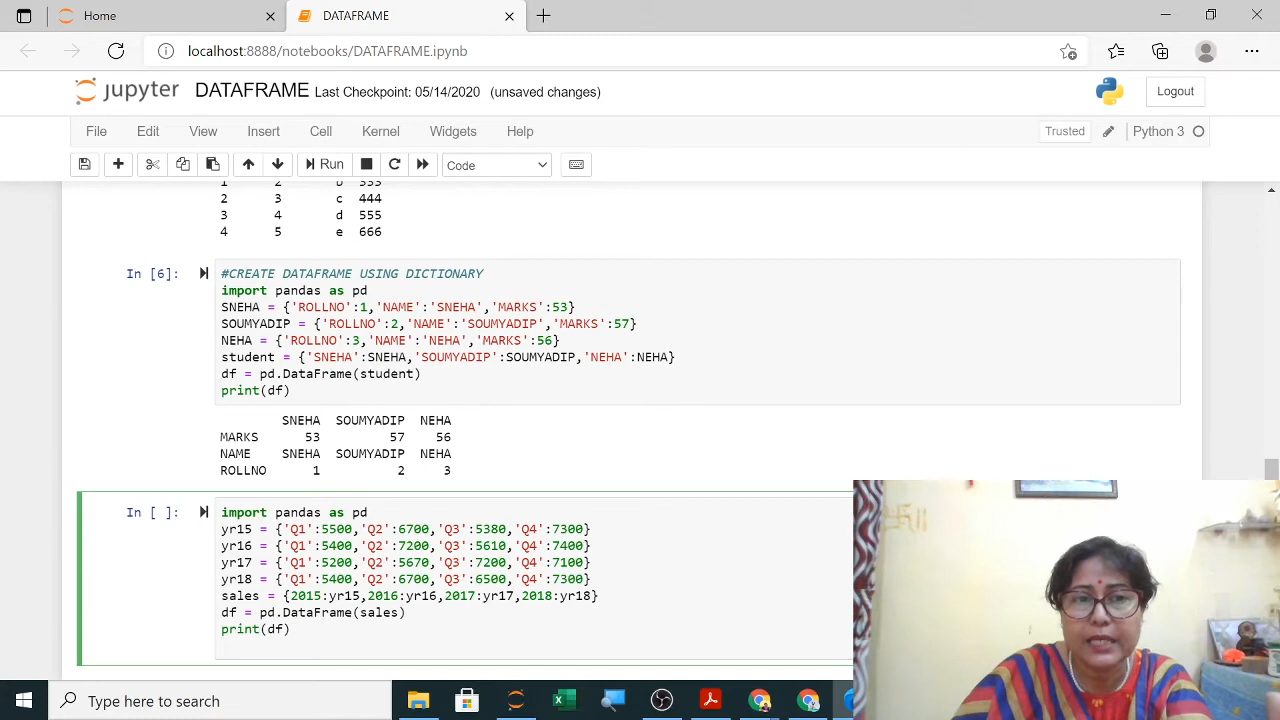 Home
DATAFRAME
localhost:8888/notebooks/DATAFRAME.ipynb
jupyter DATAFRAME Last Checkpoint: 05/14/2020 (unsaved changes)
Logout
File Edit View Insert Cell Kernel Widgets Help
Trusted
Python 3
Run
Code
2 3 c 444
3 4 d 555
4 5 e 666
In [6]:
#CREATE DATAFRAME USING DICTIONARY
import pandas as pd
SNEHA = {'ROLLNO':1,'NAME':'SNEHA','MARKS':53}
SOUMYADIP = {'ROLLNO':2,'NAME':'SOUMYADIP','MARKS':57}
NEHA = {'ROLLNO':3,'NAME':'NEHA','MARKS':56}
student = {'SNEHA':SNEHA,'SOUMYADIP':SOUMYADIP,'NEHA':NEHA}
df = pd.DataFrame(student)
print(df)
SNEHA SOUMYADIP NEHA
MARKS 53 57 56
NAME SNEHA SOUMYADIP NEHA
ROLLNO 1 2 3
In [ ]:
import pandas as pd
yr15 = {'Q1':5500,'Q2':6700,'Q3':5380,'Q4':7300}
yr16 = {'Q1':5400,'Q2':7200,'Q3':5610,'Q4':7400}
yr17 = {'Q1':5200,'Q2':5670,'Q3':7200,'Q4':7100}
yr18 = {'Q1':5400,'Q2':6700,'Q3':6500,'Q4':7300}
sales = {2015:yr15,2016:yr16,2017:yr17,2018:yr18}
df = pd.DataFrame(sales)
print(df)
Type here to search